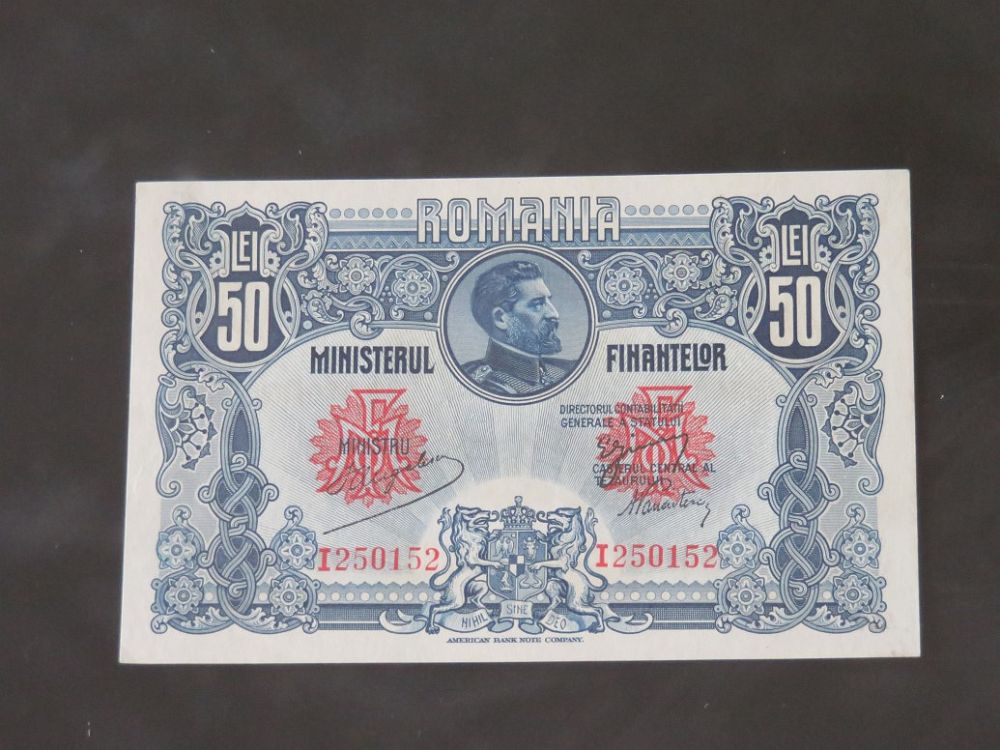 ROMANIA
LEI
50
LEI
50
MINISTERUL
FINANTELOR
MINISTRU
DIRECTORUL CONTABILITĂȚII
GENERALE A STATULUI
CASIERUL CENTRAL AL
TEZAURULUI
I250152
I250152
NIHIL SINE DEO
AMERICAN BANK NOTE COMPANY.